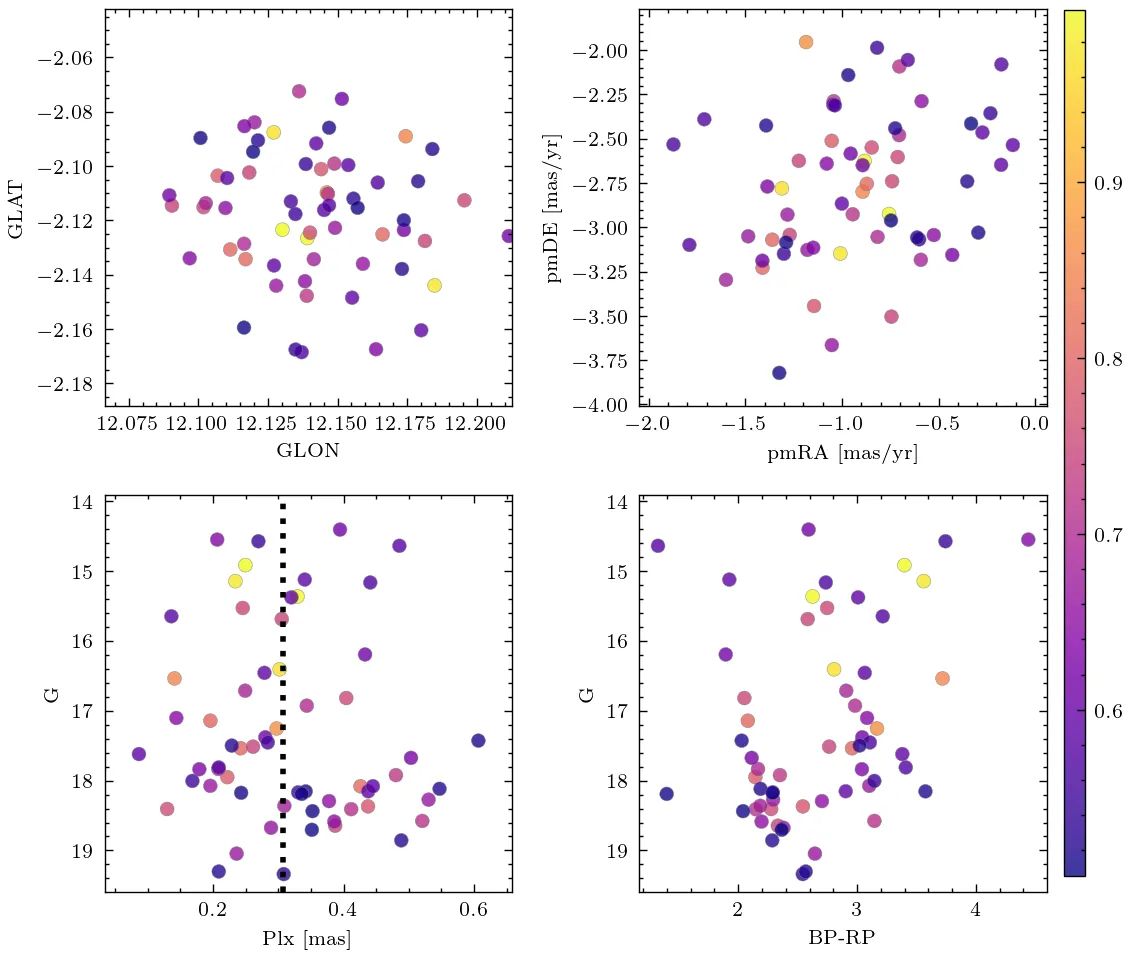 −2.06
−2.08
−2.10
−2.12
−2.14
−2.16
−2.18
GLAT
12.075 12.100 12.125 12.150 12.175 12.200
GLON
−2.00
−2.25
−2.50
−2.75
−3.00
−3.25
−3.50
−3.75
−4.00
pmDE [mas/yr]
−2.0 −1.5 −1.0 −0.5 0.0
pmRA [mas/yr]
0.9
0.8
0.7
0.6
14
15
16
17
18
19
G
0.2 0.4 0.6
Plx [mas]
14
15
16
17
18
19
G
2 3 4
BP-RP